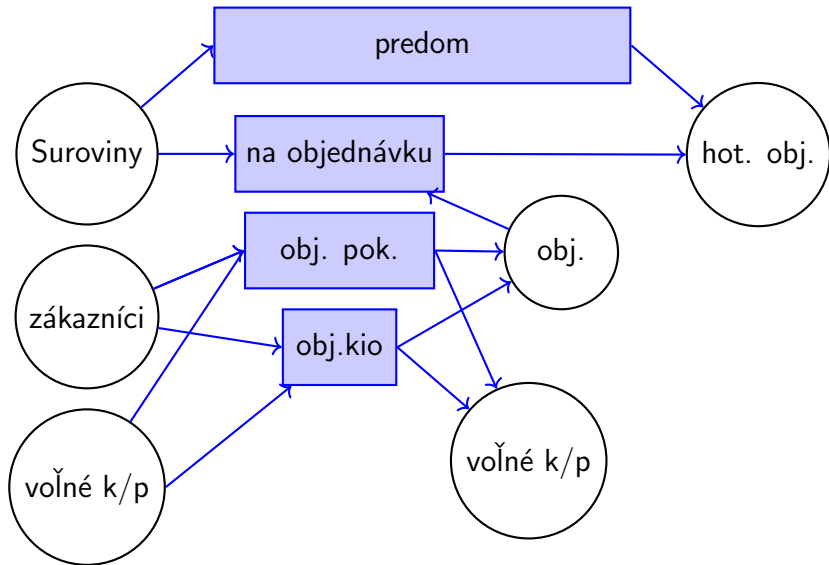 predom
Suroviny
na objednávku
hot. obj.
obj. pok.
obj.
zákazníci
obj.kio
voľné k/p
voľné k/p